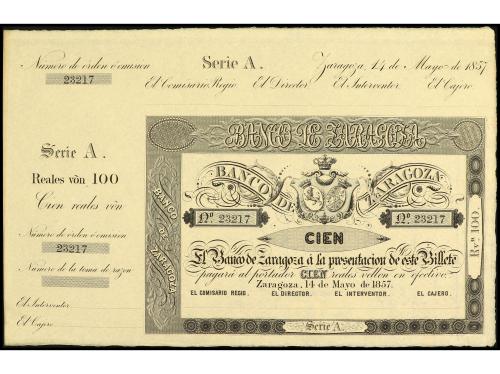 Número de orden ó emision
23217
Serie A.
Zaragoza, 14 de Mayo de 1857
El Comisario Regio
El Director
El Interventor
El Cajero
Serie A.
Reales vón 100
Cien reales vón
Número de orden ó emision
23217
Número de la toma de razon
El Interventor
El Cajero
BANCO DE ZARAGOZA
BANCO DE ZARAGOZA
BANCO DE ZARAGOZA
Nº 23217
Nº 23217
CIEN
El Banco de Zaragoza á la presentacion de este Billete
pagará al portador CIEN reales vellon en efectivo.
Zaragoza, 14 de Mayo de 1857.
EL COMISARIO REGIO.
EL DIRECTOR.
EL INTERVENTOR.
EL CAJERO.
Serie A.
Rs. vn. 100.